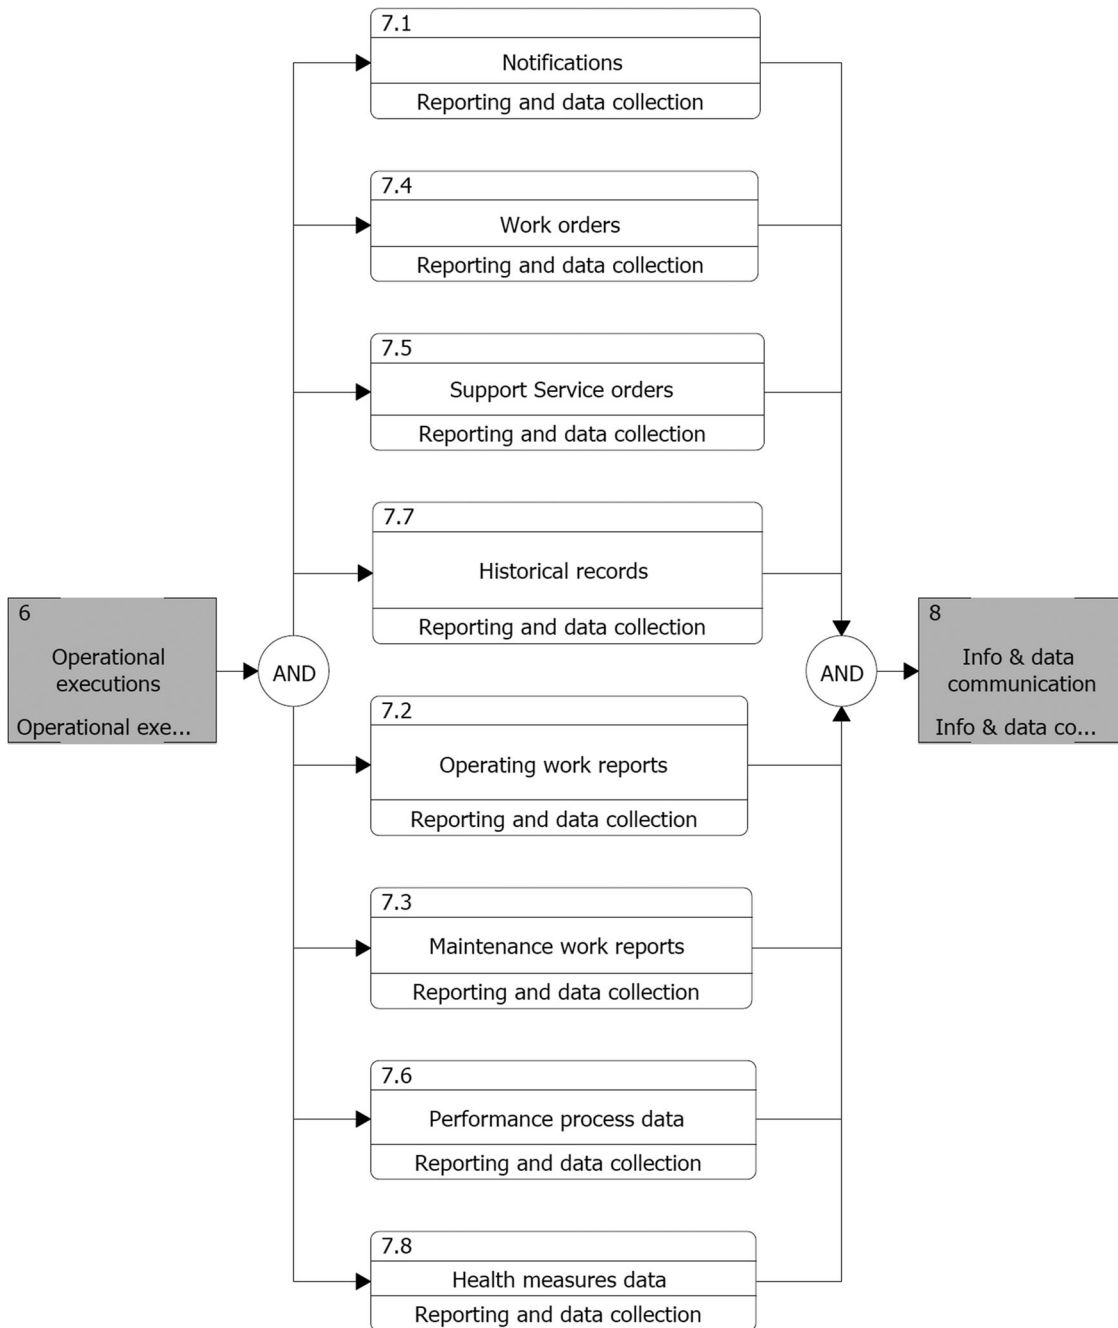 7.1
Notifications
Reporting and data collection
7.4
Work orders
Reporting and data collection
7.5
Support Service orders
Reporting and data collection
7.7
Historical records
Reporting and data collection
6
Operational
executions
Operational exe...
AND
AND
8
Info & data
communication
Info & data co...
7.2
Operating work reports
Reporting and data collection
7.3
Maintenance work reports
Reporting and data collection
7.6
Performance process data
Reporting and data collection
7.8
Health measures data
Reporting and data collection